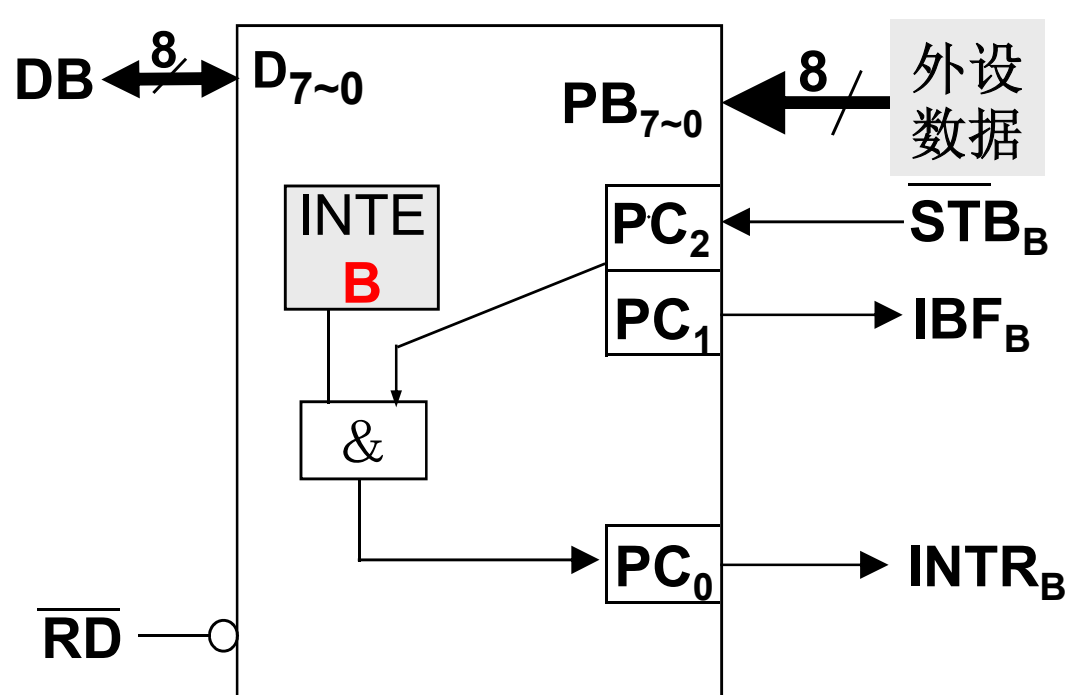 DB
8
D7~0
PB7~0
8
外设
数据
INTE
B
PC2
STBB
PC1
IBFB
&
PC0
INTRB
RD